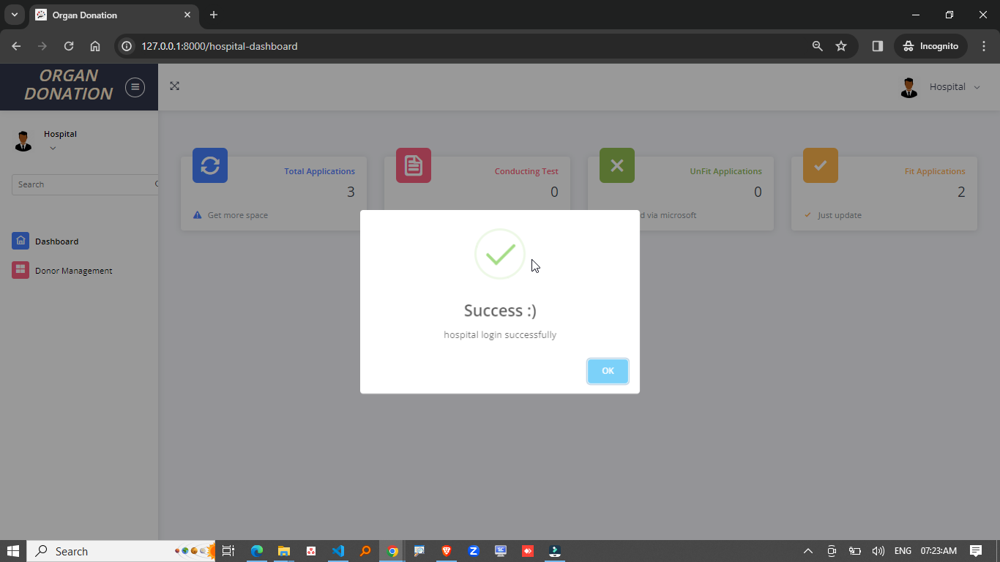 Organ Donation
127.0.0.1:8000/hospital-dashboard
Incognito
ORGAN
DONATION
Hospital
Hospital
Search
Dashboard
Donor Management
Total Applications
3
Get more space
Conducting Test
0
UnFit Applications
0
via microsoft
Fit Applications
2
Just update
Success :)
hospital login successfully
OK
Search
ENG
07:23:AM